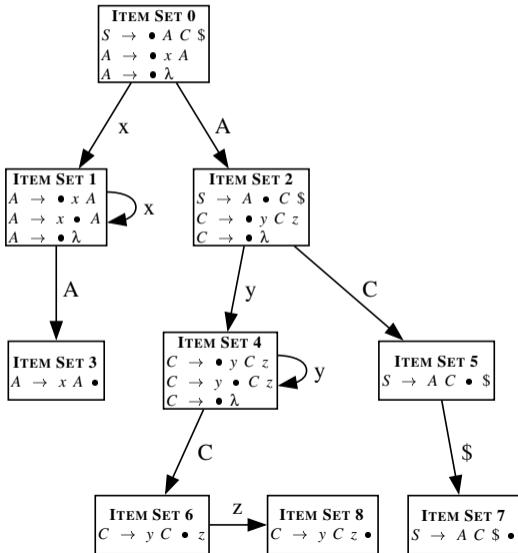 ITEM SET 0
S → • A C $
A → • x A
A → • λ
x
A
ITEM SET 1
A → • x A
A → x • A
A → • λ
x
ITEM SET 2
S → A • C $
C → • y C z
C → • λ
A
y
C
ITEM SET 3
A → x A •
ITEM SET 4
C → • y C z
C → y • C z
C → • λ
y
ITEM SET 5
S → A C • $
C
$
ITEM SET 6
C → y C • z
z
ITEM SET 8
C → y C z •
ITEM SET 7
S → A C $ •